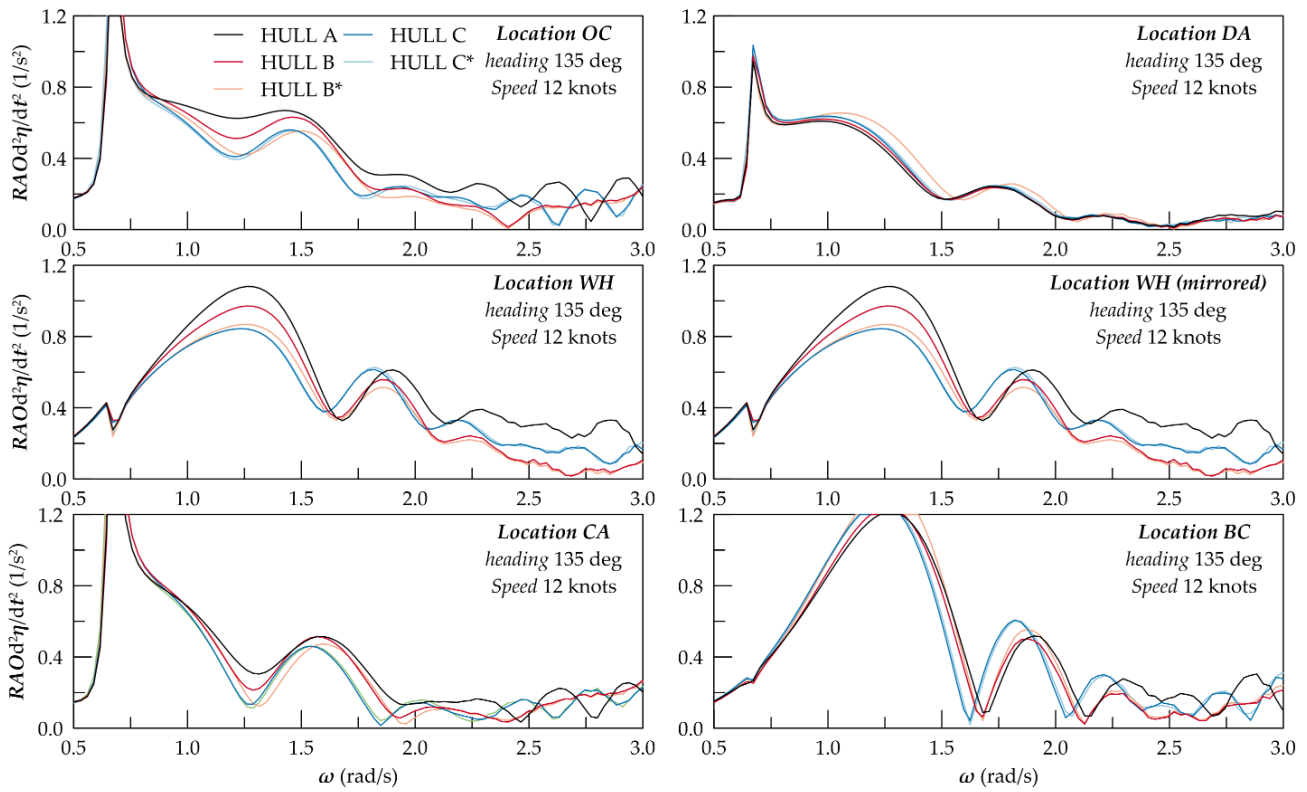 1.2
0.8
0.4
0.0
RAOd²η/dt² (1/s²)
HULL A
HULL B
HULL B*
HULL C
HULL C*
Location OC
heading 135 deg
Speed 12 knots
0.5 1.0 1.5 2.0 2.5 3.0
1.2
0.8
0.4
0.0
Location DA
heading 135 deg
Speed 12 knots
0.5 1.0 1.5 2.0 2.5 3.0
1.2
0.8
0.4
0.0
RAOd²η/dt² (1/s²)
Location WH
heading 135 deg
Speed 12 knots
0.5 1.0 1.5 2.0 2.5 3.0
1.2
0.8
0.4
0.0
Location WH (mirrored)
heading 135 deg
Speed 12 knots
0.5 1.0 1.5 2.0 2.5 3.0
1.2
0.8
0.4
0.0
RAOd²η/dt² (1/s²)
Location CA
heading 135 deg
Speed 12 knots
0.5 1.0 1.5 2.0 2.5 3.0
ω (rad/s)
1.2
0.8
0.4
0.0
Location BC
heading 135 deg
Speed 12 knots
0.5 1.0 1.5 2.0 2.5 3.0
ω (rad/s)